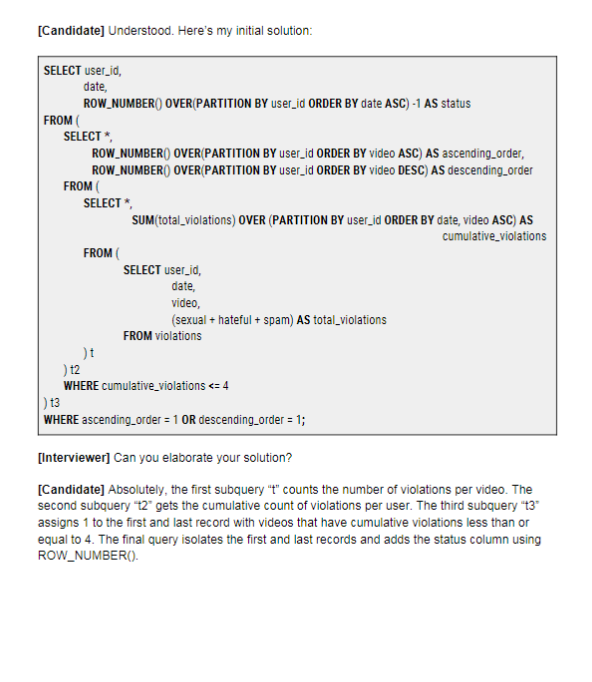 [Candidate] Understood. Here's my initial solution:
SELECT user_id,
date,
ROW_NUMBER() OVER(PARTITION BY user_id ORDER BY date ASC) -1 AS status
FROM (
SELECT *,
ROW_NUMBER() OVER(PARTITION BY user_id ORDER BY video ASC) AS ascending_order,
ROW_NUMBER() OVER(PARTITION BY user_id ORDER BY video DESC) AS descending_order
FROM (
SELECT *,
SUM(total_violations) OVER (PARTITION BY user_id ORDER BY date, video ASC) AS
cumulative_violations
FROM (
SELECT user_id,
date,
video,
(sexual + hateful + spam) AS total_violations
FROM violations
) t
) t2
WHERE cumulative_violations <= 4
) t3
WHERE ascending_order = 1 OR descending_order = 1;
[Interviewer] Can you elaborate your solution?
[Candidate] Absolutely, the first subquery "t" counts the number of violations per video. The
second subquery "t2" gets the cumulative count of violations per user. The third subquery "t3"
assigns 1 to the first and last record with videos that have cumulative violations less than or
equal to 4. The final query isolates the first and last records and adds the status column using
ROW_NUMBER().